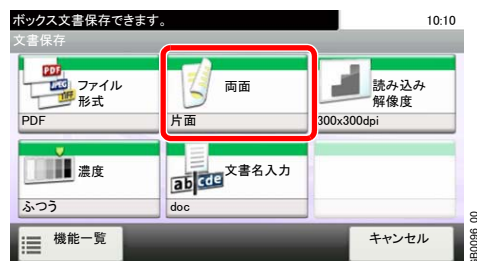 ボックス文書保存できます。
10:10
文書保存
PDF
JPEG
TIFF
ファイル
形式
PDF
両面
片面
読み込み
解像度
300x300dpi
濃度
ふつう
ab cde
文書名入力
doc
機能一覧
キャンセル